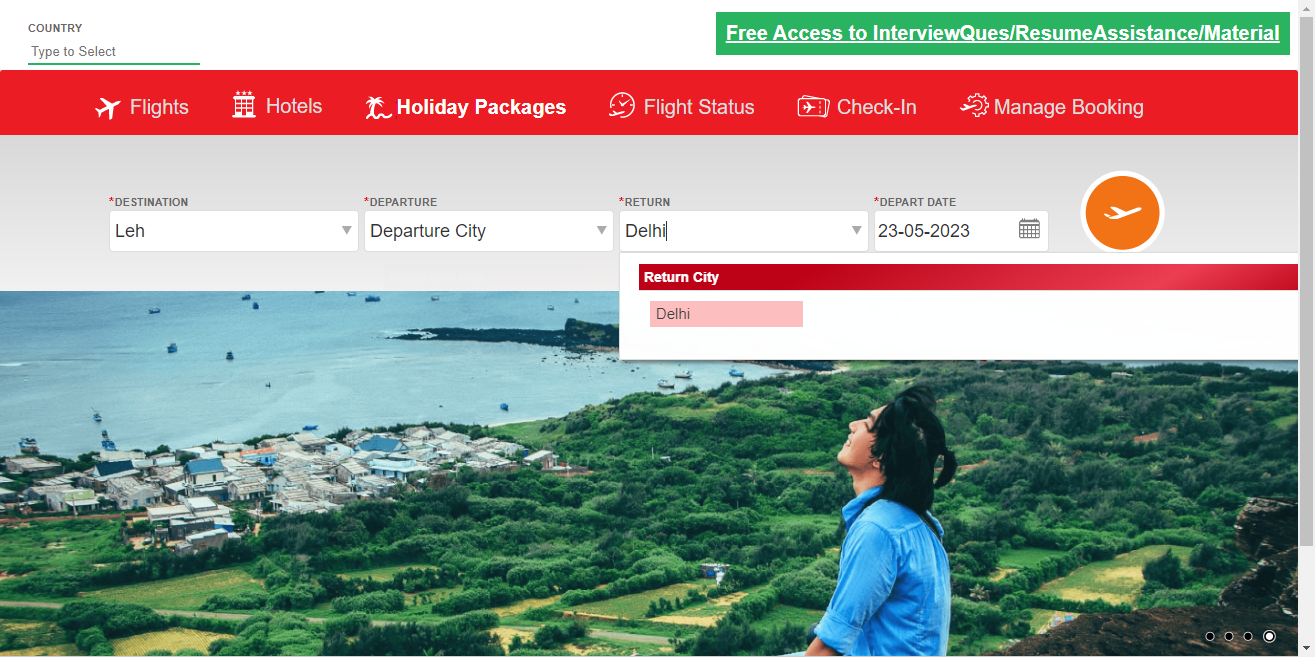 COUNTRY
Type to Select
Free Access to InterviewQues/ResumeAssistance/Material
Flights
Hotels
Holiday Packages
Flight Status
Check-In
Manage Booking
*DESTINATION
*DEPARTURE
*RETURN
*DEPART DATE
Leh
Departure City
Delhi
23-05-2023
Return City
Delhi